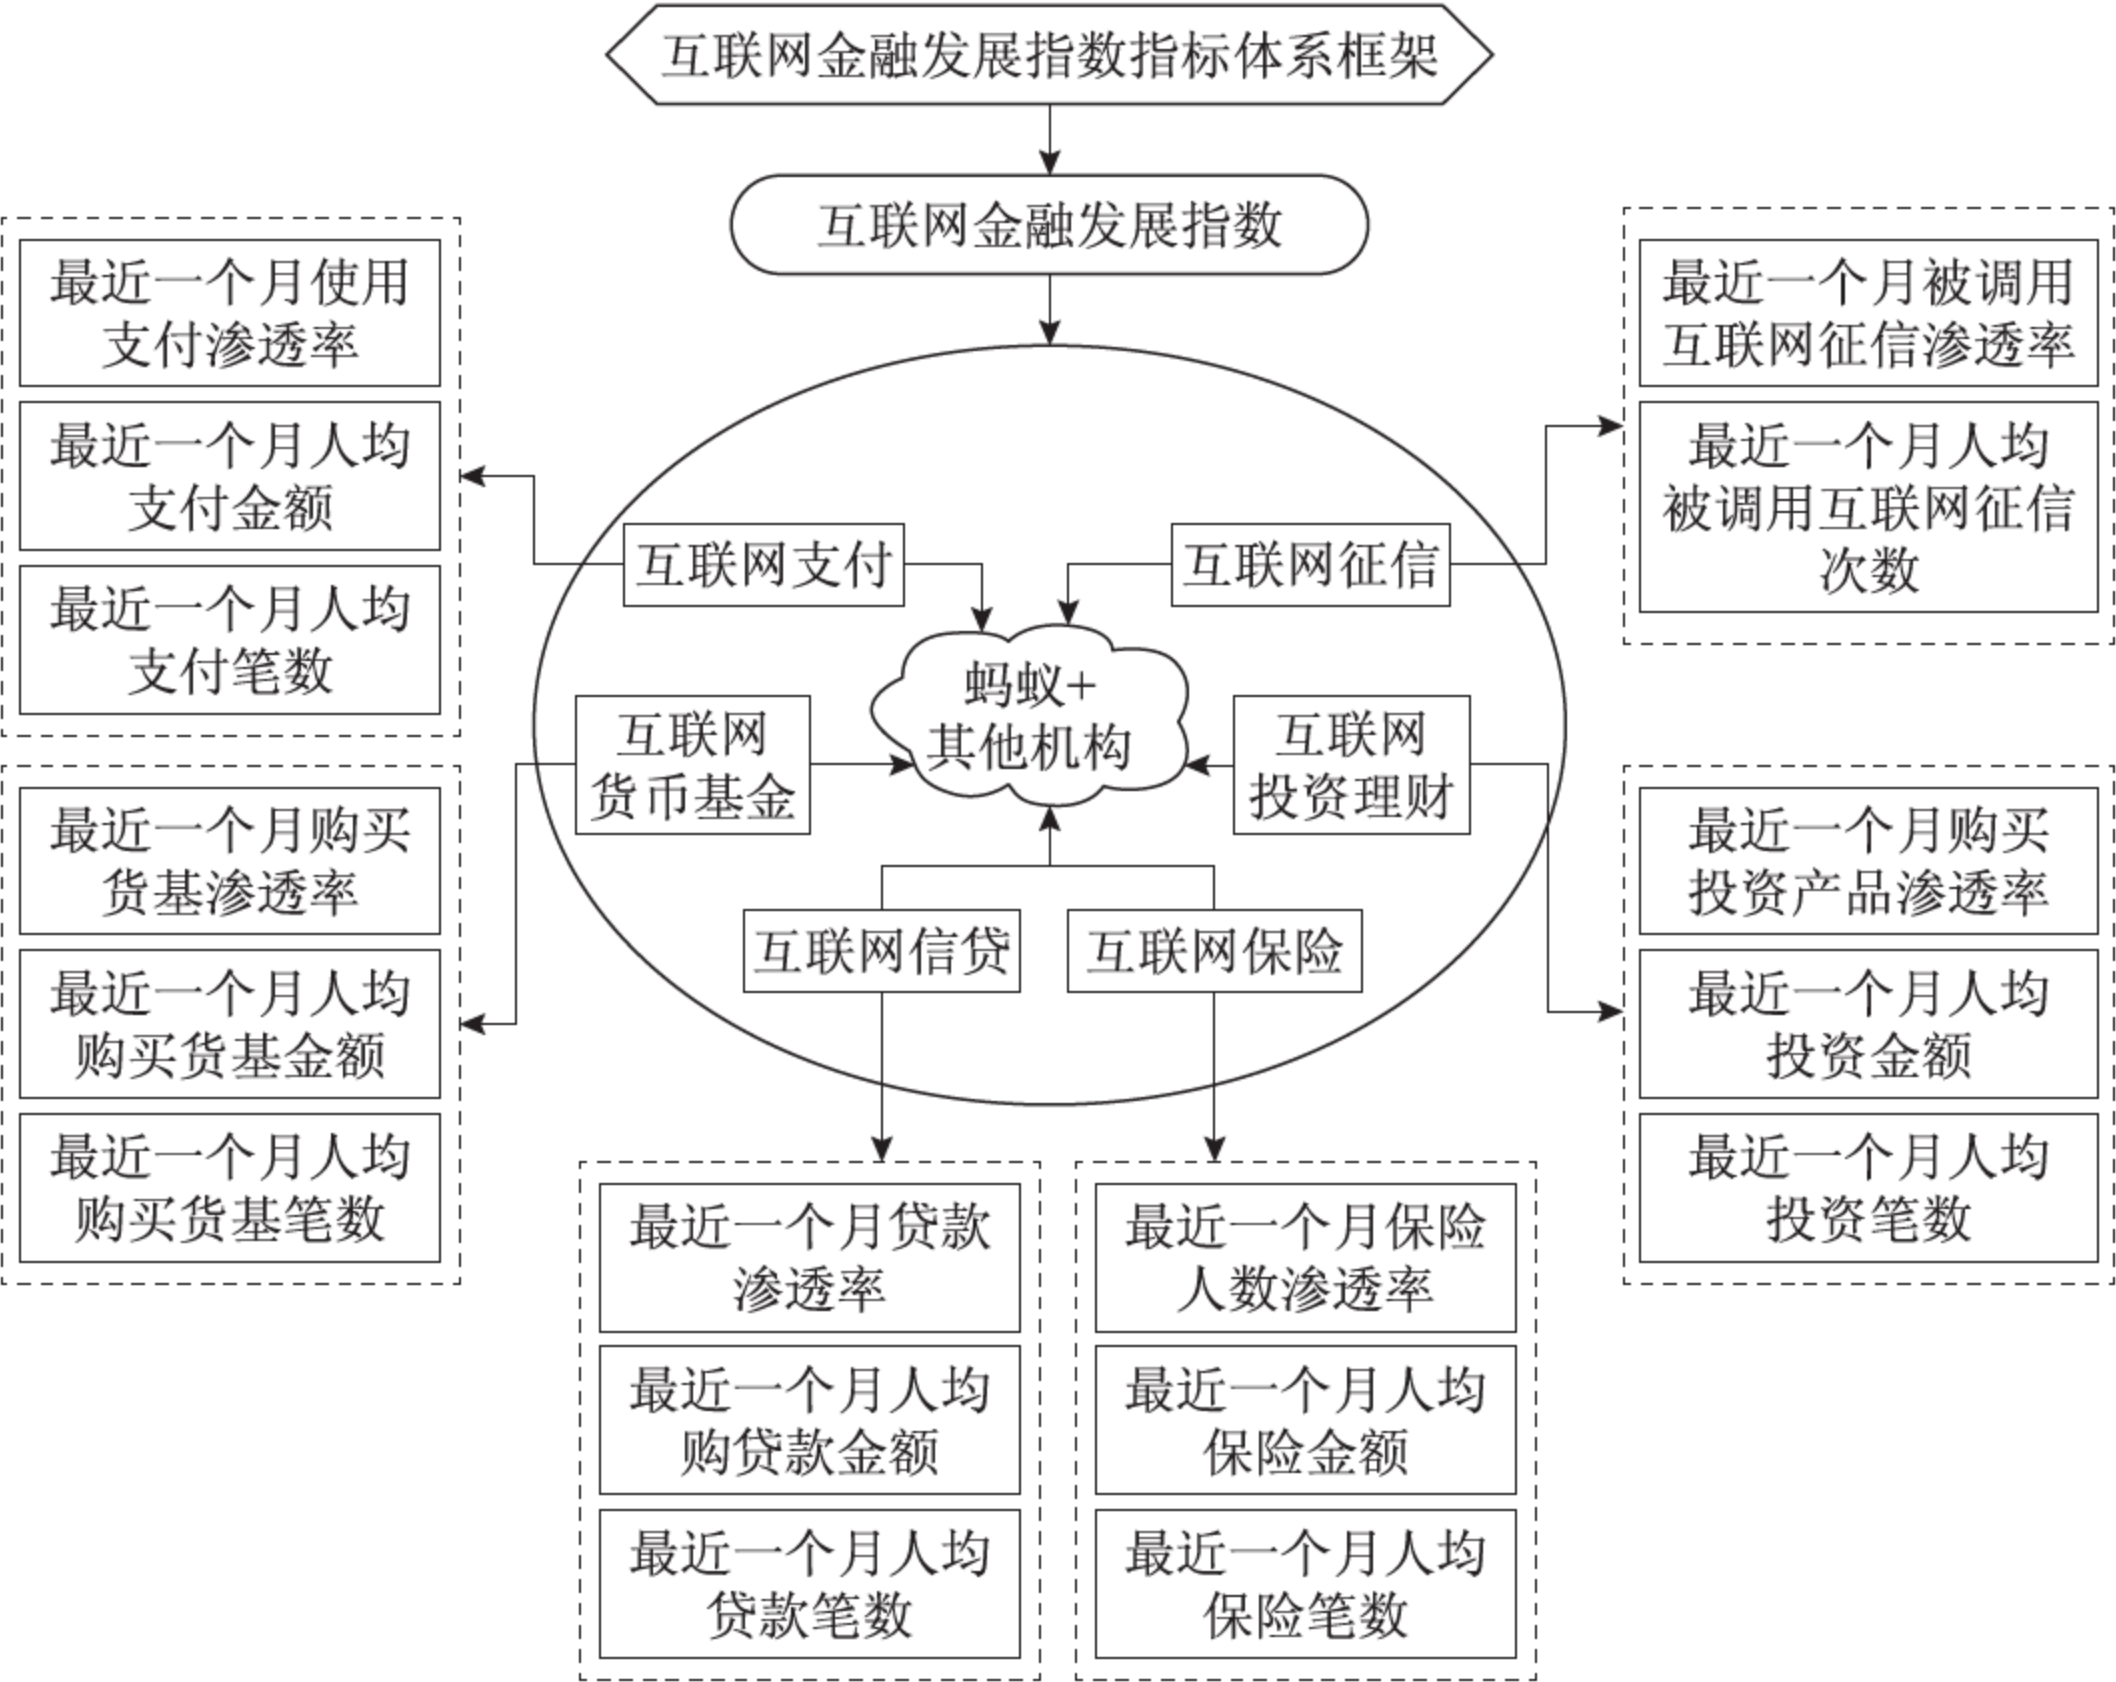 互联网金融发展指数指标体系框架
互联网金融发展指数
最近一个月使用
支付渗透率
最近一个月人均
支付金额
最近一个月人均
支付笔数
最近一个月被调用
互联网征信渗透率
最近一个月人均
被调用互联网征信
次数
互联网支付
互联网征信
蚂蚁+
其他机构
互联网
货币基金
互联网
投资理财
互联网信贷
互联网保险
最近一个月购买
货基渗透率
最近一个月人均
购买货基金额
最近一个月人均
购买货基笔数
最近一个月购买
投资产品渗透率
最近一个月人均
投资金额
最近一个月人均
投资笔数
最近一个月贷款
渗透率
最近一个月人均
购贷款金额
最近一个月人均
贷款笔数
最近一个月保险
人数渗透率
最近一个月人均
保险金额
最近一个月人均
保险笔数